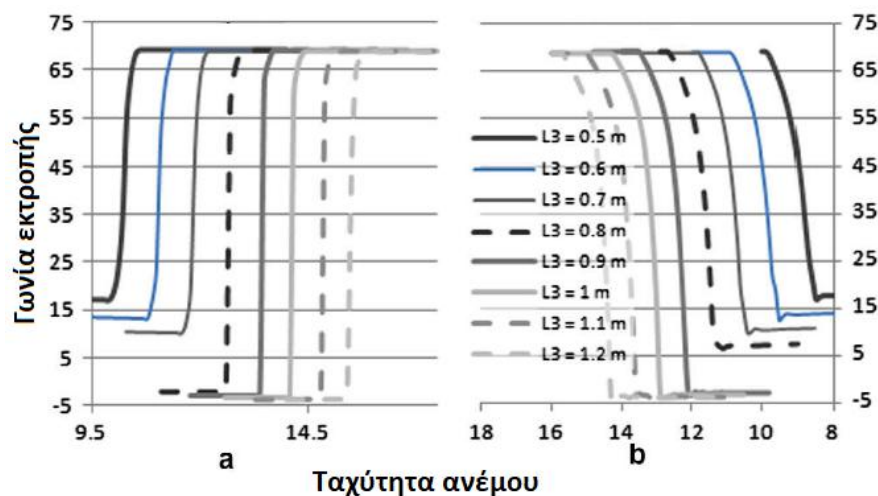 75
65
55
45
35
25
15
5
-5
9.5
14.5
a
Γωνία εκτροπής
L3 = 0.5 m
L3 = 0.6 m
L3 = 0.7 m
L3 = 0.8 m
L3 = 0.9 m
L3 = 1 m
L3 = 1.1 m
L3 = 1.2 m
75
65
55
45
35
25
15
5
-5
18
16
14
12
10
8
b
Ταχύτητα ανέμου